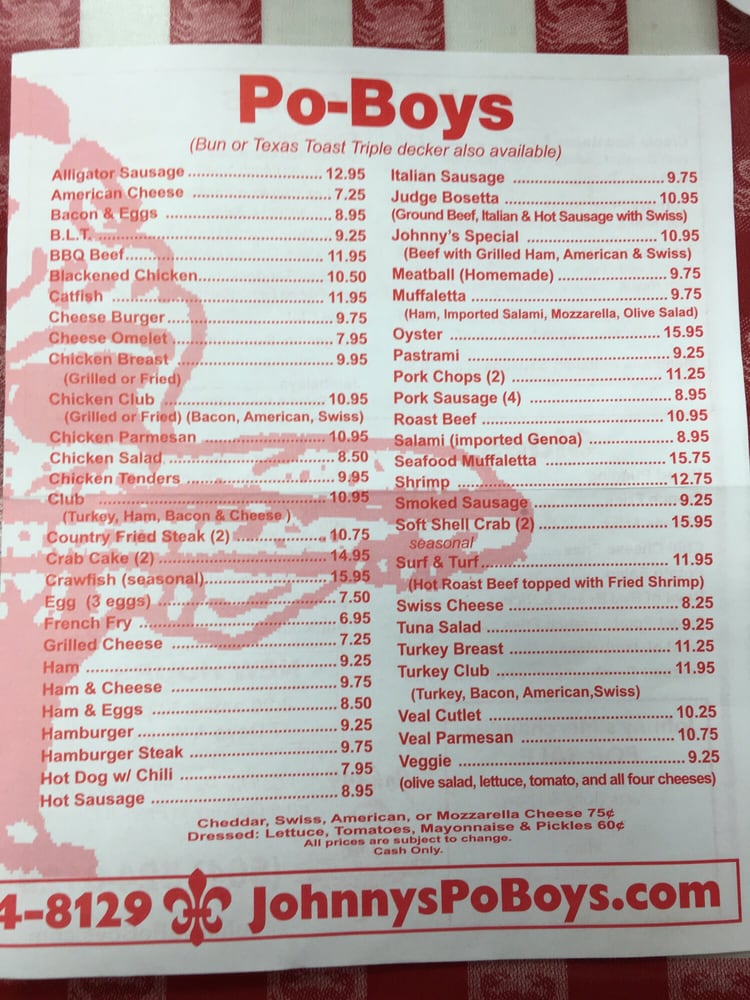 Po-Boys
(Bun or Texas Toast Triple decker also available)
Alligator Sausage 12.95
American Cheese 7.25
Bacon & Eggs 8.95
B.L.T. 9.25
BBQ Beef 11.95
Blackened Chicken 10.50
Catfish 11.95
Cheese Burger 9.75
Cheese Omelet 7.95
Chicken Breast 9.95
(Grilled or Fried)
Chicken Club 10.95
(Grilled or Fried) (Bacon, American, Swiss)
Chicken Parmesan 10.95
Chicken Salad 8.50
Chicken Tenders 9.95
Club 10.95
(Turkey, Ham, Bacon & Cheese )
Country Fried Steak (2) 10.75
Crab Cake (2) 14.95
Crawfish (seasonal) 15.95
Egg (3 eggs) 7.50
French Fry 6.95
Grilled Cheese 7.25
Ham 9.25
Ham & Cheese 9.75
Ham & Eggs 8.50
Hamburger 9.25
Hamburger Steak 9.75
Hot Dog w/ Chili 7.95
Hot Sausage 8.95
Italian Sausage 9.75
Judge Bosetta 10.95
(Ground Beef, Italian & Hot Sausage with Swiss)
Johnny's Special 10.95
(Beef with Grilled Ham, American & Swiss)
Meatball (Homemade) 9.75
Muffaletta 9.75
(Ham, Imported Salami, Mozzarella, Olive Salad)
Oyster 15.95
Pastrami 9.25
Pork Chops (2) 11.25
Pork Sausage (4) 8.95
Roast Beef 10.95
Salami (imported Genoa) 8.95
Seafood Muffaletta 15.75
Shrimp 12.75
Smoked Sausage 9.25
Soft Shell Crab (2) 15.95
seasonal
Surf & Turf 11.95
(Hot Roast Beef topped with Fried Shrimp)
Swiss Cheese 8.25
Tuna Salad 9.25
Turkey Breast 11.25
Turkey Club 11.95
(Turkey, Bacon, American,Swiss)
Veal Cutlet 10.25
Veal Parmesan 10.75
Veggie 9.25
(olive salad, lettuce, tomato, and all four cheeses)
Cheddar, Swiss, American, or Mozzarella Cheese 75¢
Dressed: Lettuce, Tomatoes, Mayonnaise & Pickles 60¢
All prices are subject to change.
Cash Only.
4-8129 JohnnysPoBoys.com